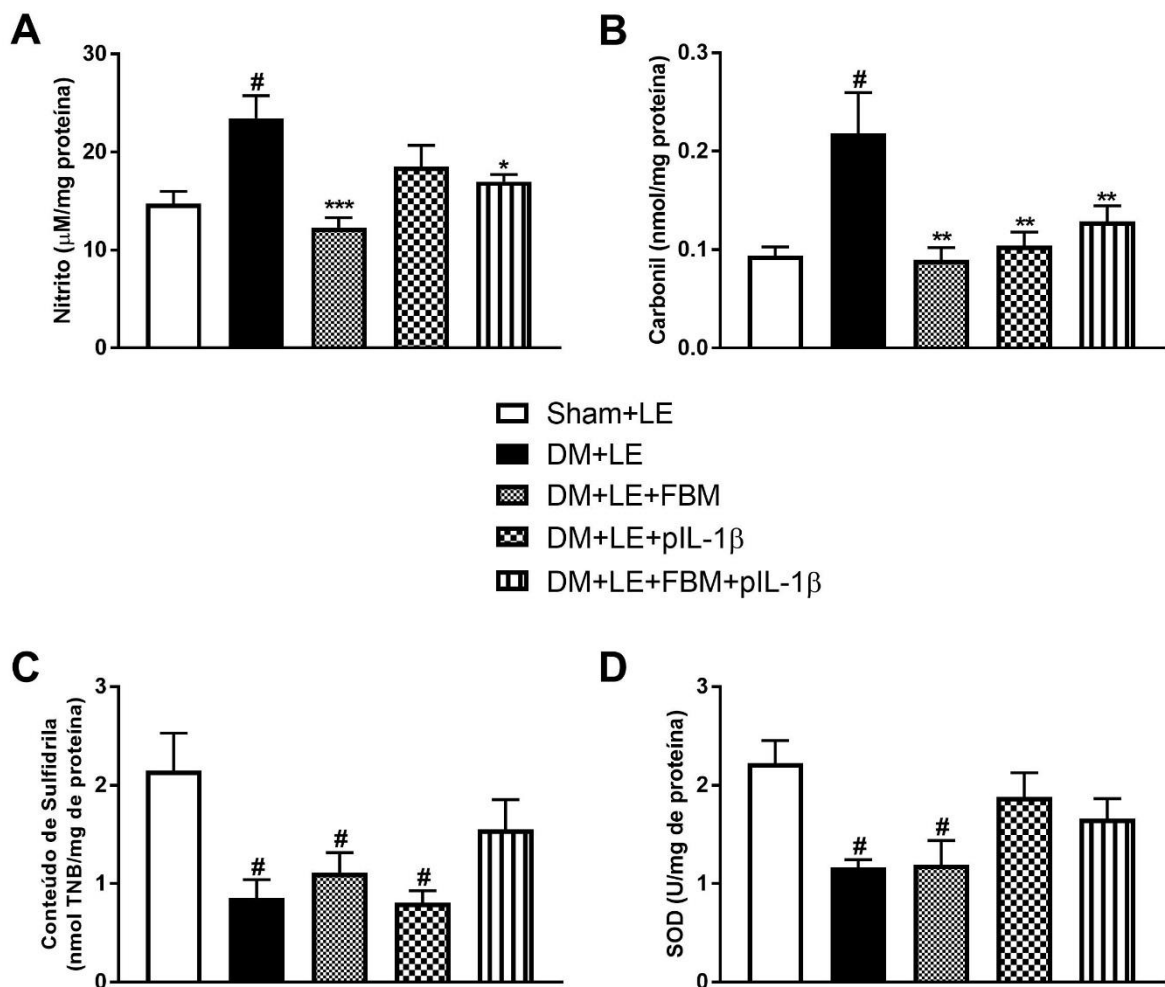 A
Nitrito (µM/mg proteína)
30
20
10
0
#
***
*
B
Carbonil (nmol/mg proteína)
0.3
0.2
0.1
0.0
#
**
**
**
Sham+LE
DM+LE
DM+LE+FBM
DM+LE+pIL-1β
DM+LE+FBM+pIL-1β
C
Conteúdo de Sulfidrila
(nmol TNB/mg de proteína)
3
2
1
0
#
#
#
D
SOD (U/mg de proteína)
3
2
1
0
#
#